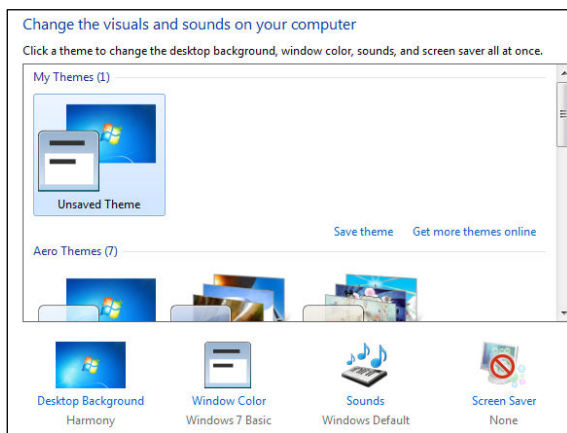 Change the visuals and sounds on your computer
Click a theme to change the desktop background, window color, sounds, and screen saver all at once.
My Themes (1)
Unsaved Theme
Save theme Get more themes online
Aero Themes (7)
Desktop Background Window Color Sounds Screen Saver
Harmony Windows 7 Basic Windows Default None